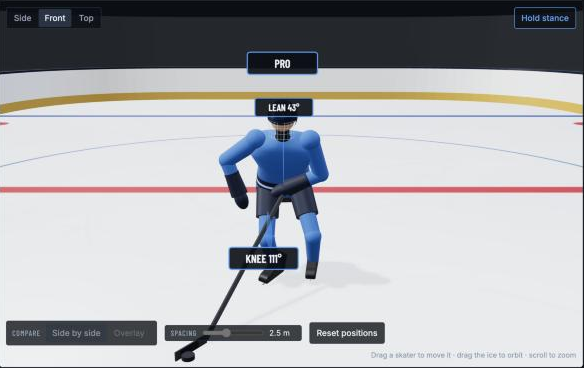 Side Front Top Hold stance
PRO
LEAN 43°
KNEE 111°
COMPARE Side by side Overlay SPACING 2.5 m Reset positions
Drag a skater to move it · drag the ice to orbit · scroll to zoom